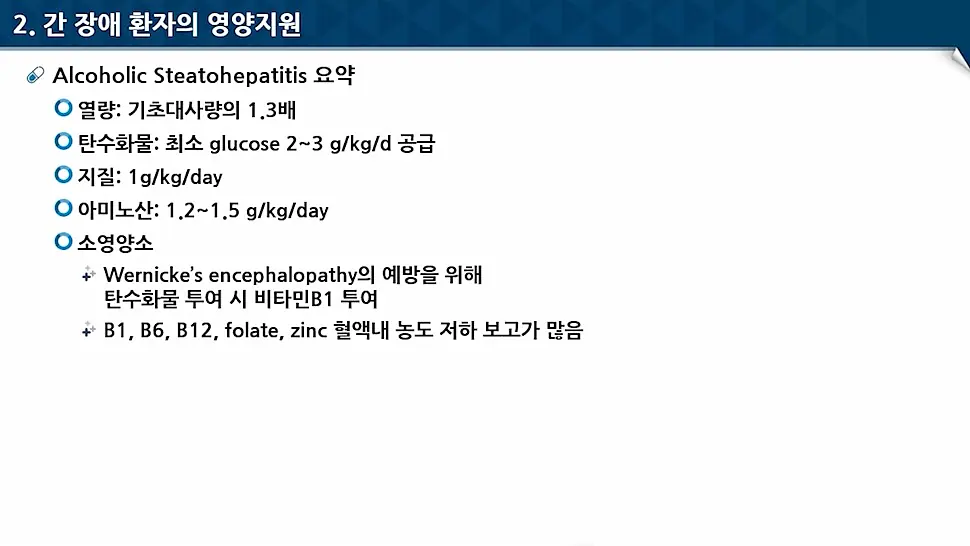 2. 간 장애 환자의 영양지원
Alcoholic Steatohepatitis 요약
열량: 기초대사량의 1.3배
탄수화물: 최소 glucose 2~3 g/kg/d 공급
지질: 1g/kg/day
아미노산: 1.2~1.5 g/kg/day
소영양소
Wernicke's encephalopathy의 예방을 위해
탄수화물 투여 시 비타민B1 투여
B1, B6, B12, folate, zinc 혈액내 농도 저하 보고가 많음